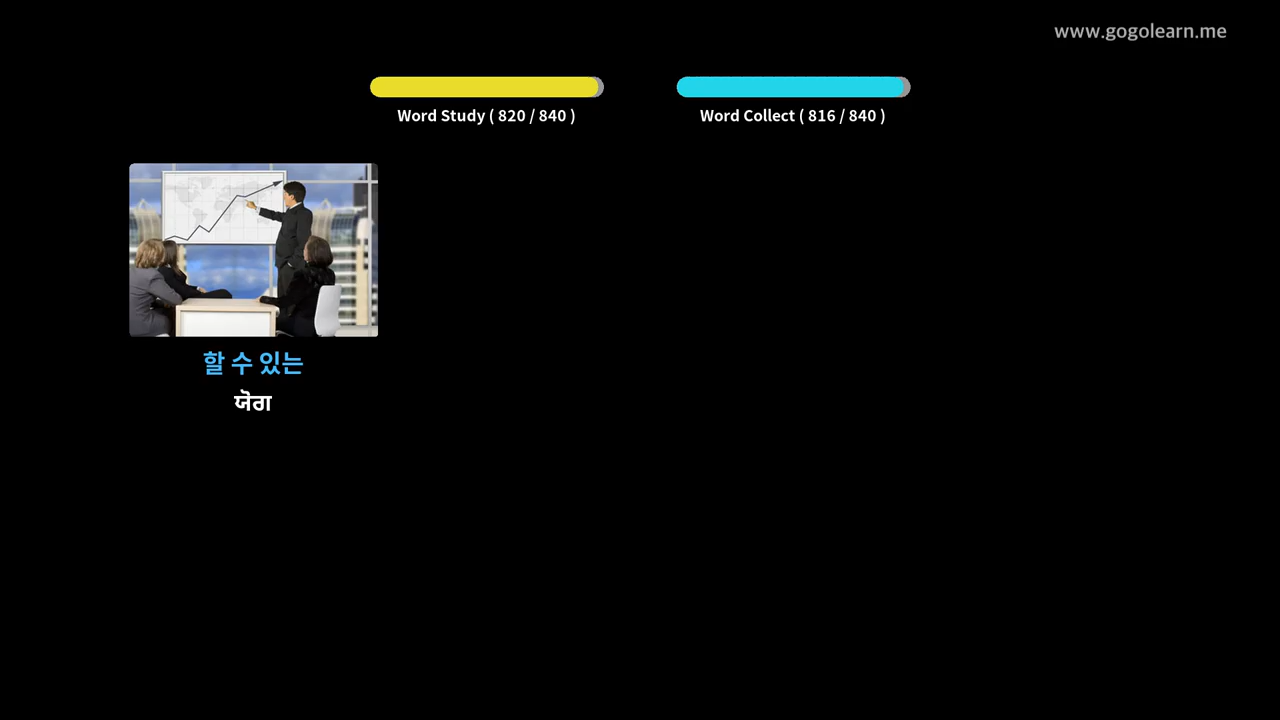 www.gogolearn.me
Word Study ( 820 / 840 )
Word Collect ( 816 / 840 )
할 수 있는
ਯੋਗ